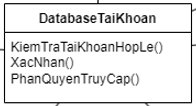 DatabaseTaiKhoan
KiemTraTaiKhoanHopLe()
XacNhan()
PhanQuyenTruyCap()